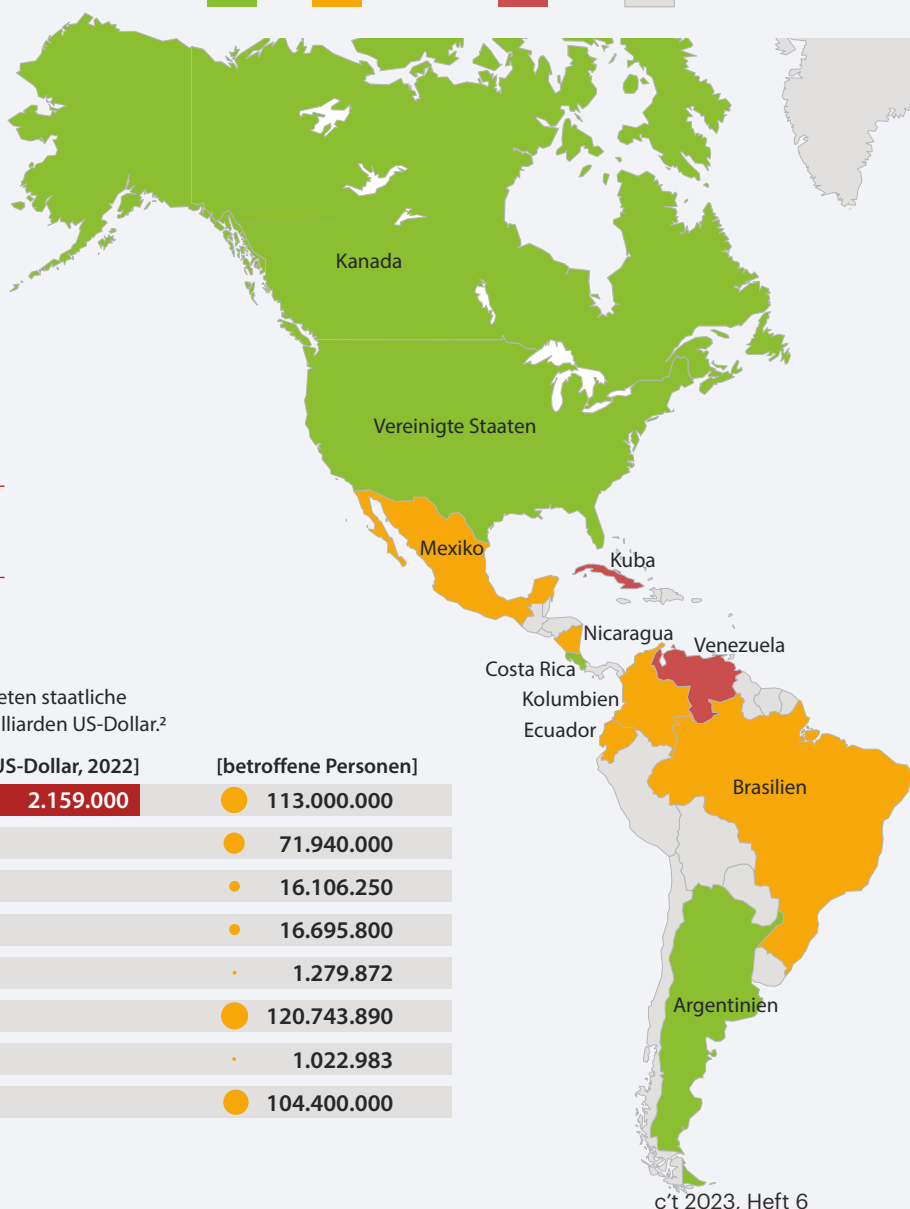 Kanada
Vereinigte Staaten
Mexiko
Kuba
Nicaragua
Venezuela
Costa Rica
Kolumbien
Ecuador
Brasilien
Argentinien
eten staatliche
lliarden US-Dollar.²
US-Dollar, 2022] [betroffene Personen]
2.159.000 113.000.000
71.940.000
16.106.250
16.695.800
1.279.872
120.743.890
1.022.983
104.400.000
c't 2023, Heft 6